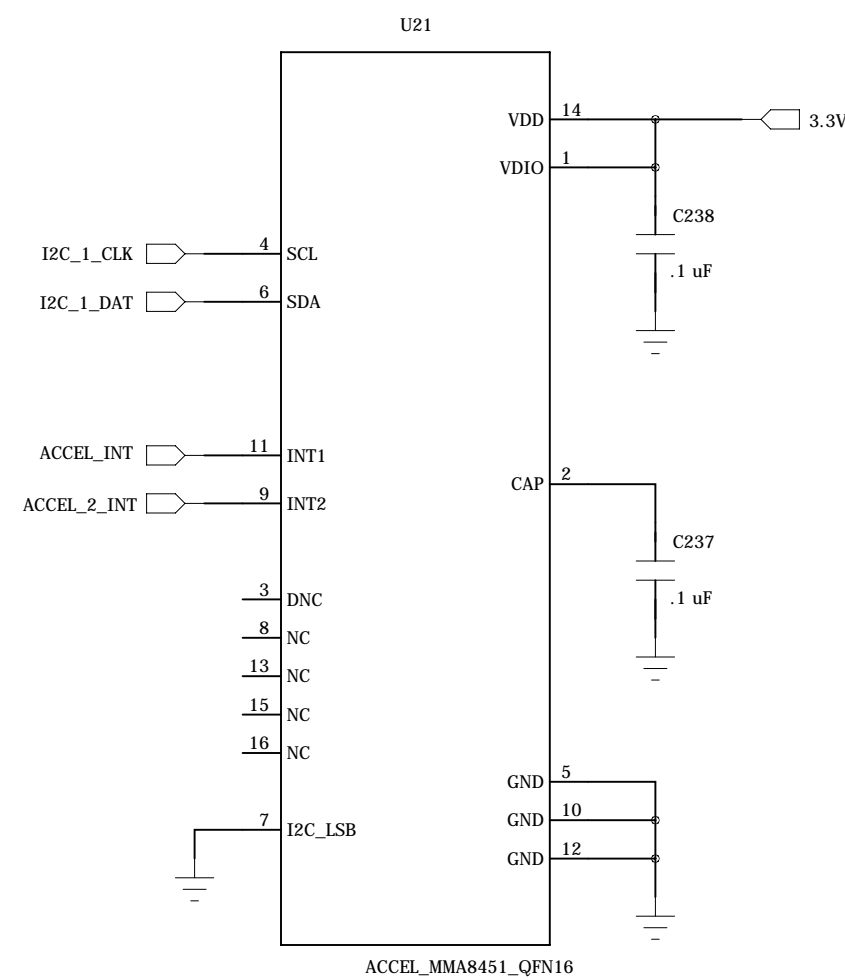 U21
VDD 14
3.3V
VDIO 1
C238
.1 uF
I2C_1_CLK 4 SCL
I2C_1_DAT 6 SDA
ACCEL_INT 11 INT1
ACCEL_2_INT 9 INT2
CAP 2
C237
.1 uF
3 DNC
8 NC
13 NC
15 NC
16 NC
GND 5
GND 10
7 I2C_LSB
GND 12
ACCEL_MMA8451_QFN16